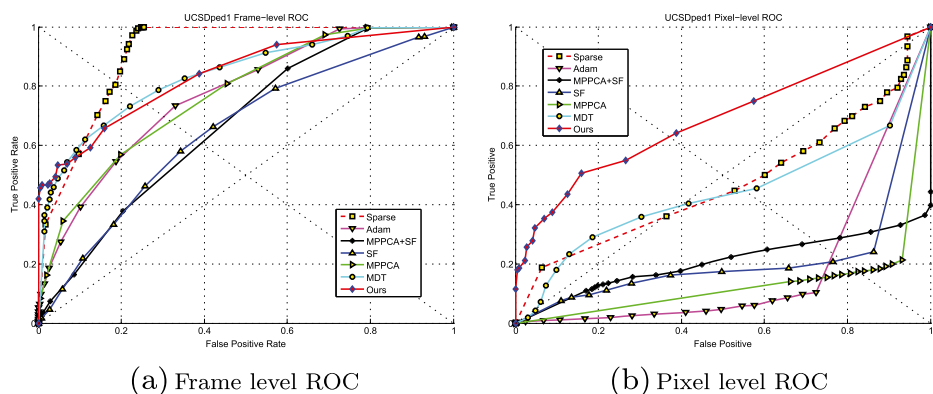 UCSDped1 Frame-level ROC
1
0.8
0.6
0.4
0.2
0
0
0.2
0.4
0.6
0.8
1
True Positive Rate
False Positive Rate
Sparse
Adam
MPPCA+SF
SF
MPPCA
MDT
Ours
(a) Frame level ROC
UCSDped1 Pixel-level ROC
1
0.8
0.6
0.4
0.2
0
0
0.2
0.4
0.6
0.8
1
True Positive
False Positive
Sparse
Adam
MPPCA+SF
SF
MPPCA
MDT
Ours
(b) Pixel level ROC